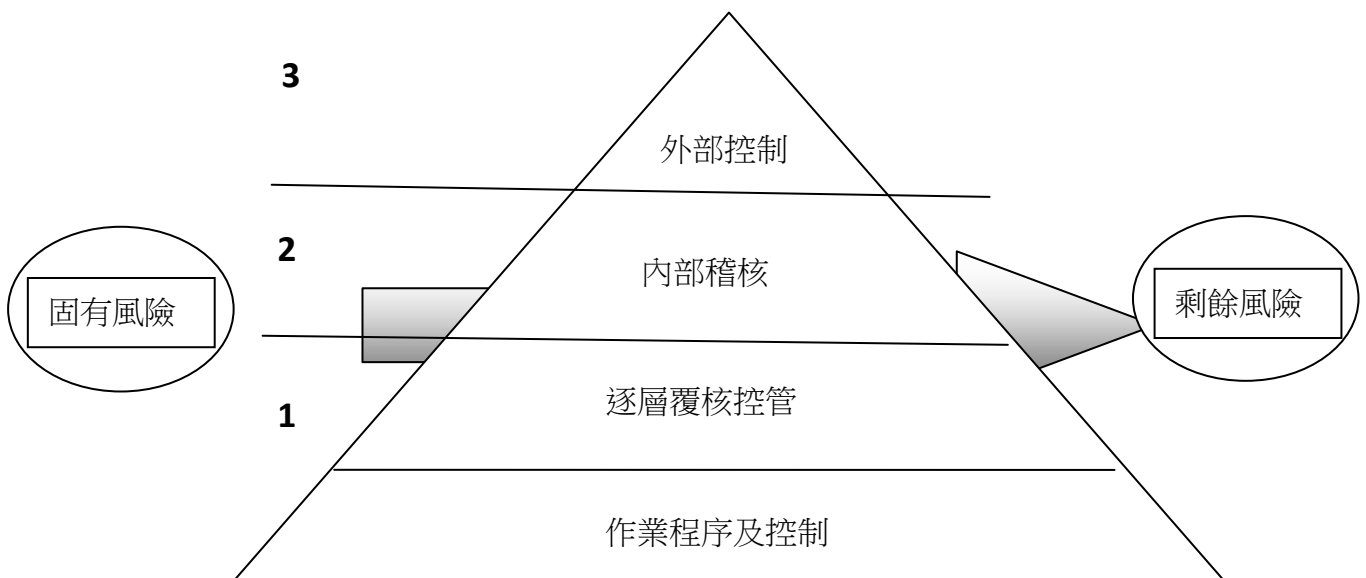 3
外部控制
2
內部稽核
固有風險
剩餘風險
逐層覆核控管
1
作業程序及控制